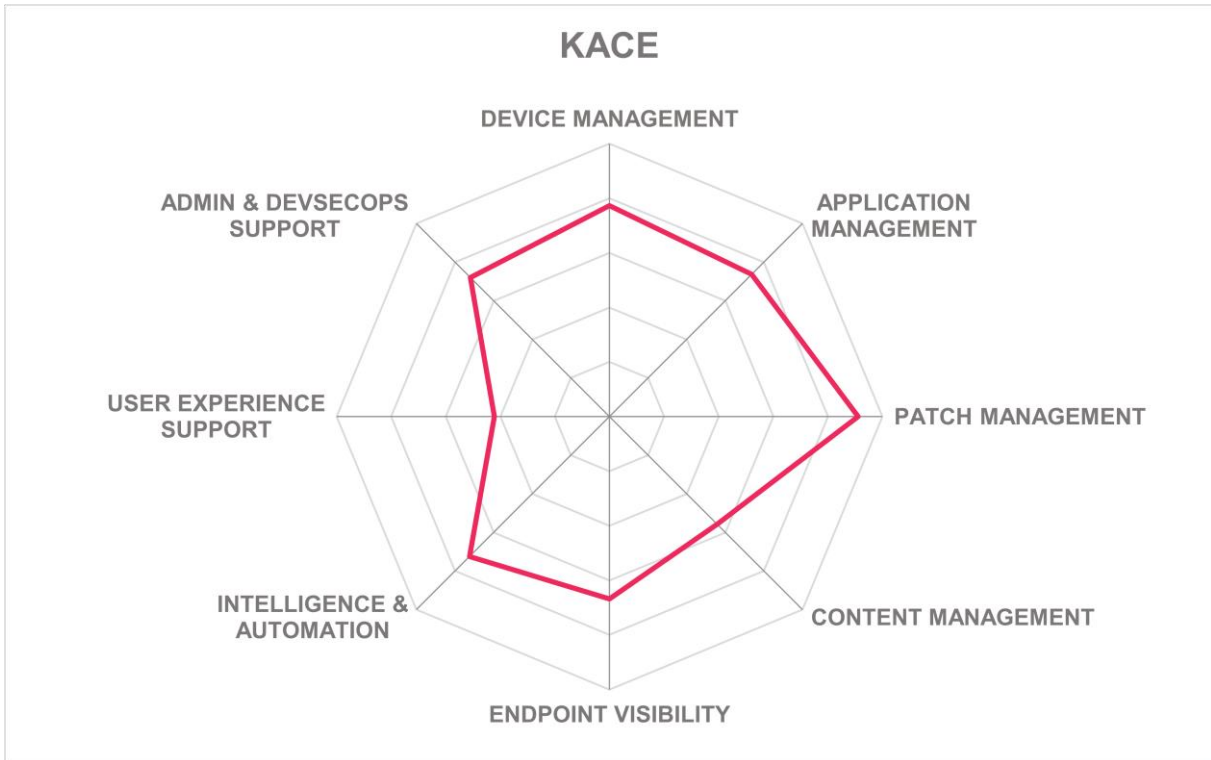 KACE
DEVICE MANAGEMENT
ADMIN & DEVSECOPS
SUPPORT
APPLICATION
MANAGEMENT
USER EXPERIENCE
SUPPORT
PATCH MANAGEMENT
INTELLIGENCE &
AUTOMATION
CONTENT MANAGEMENT
ENDPOINT VISIBILITY